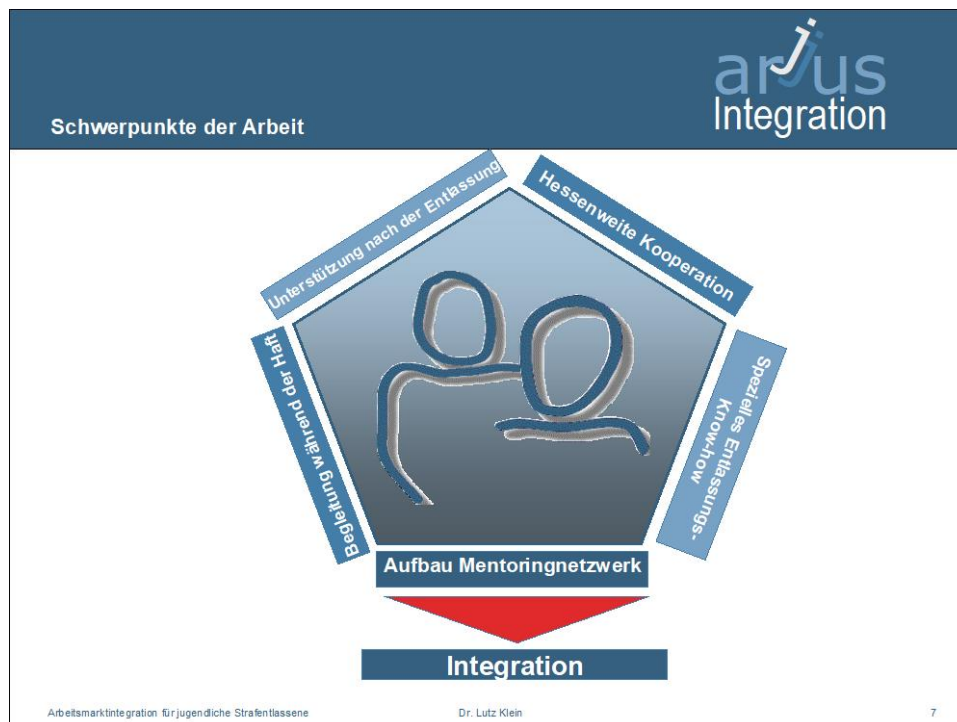 arjus
Integration
Schwerpunkte der Arbeit
Unterstützung nach der Entlassung
Hessenweite Kooperation
Begleitung während der Haft
Spezielles Entlassungs-
Know-how
Aufbau Mentoringnetzwerk
Integration
Arbeitsmarktintegration für jugendliche Strafentlassene
Dr. Lutz Klein
7